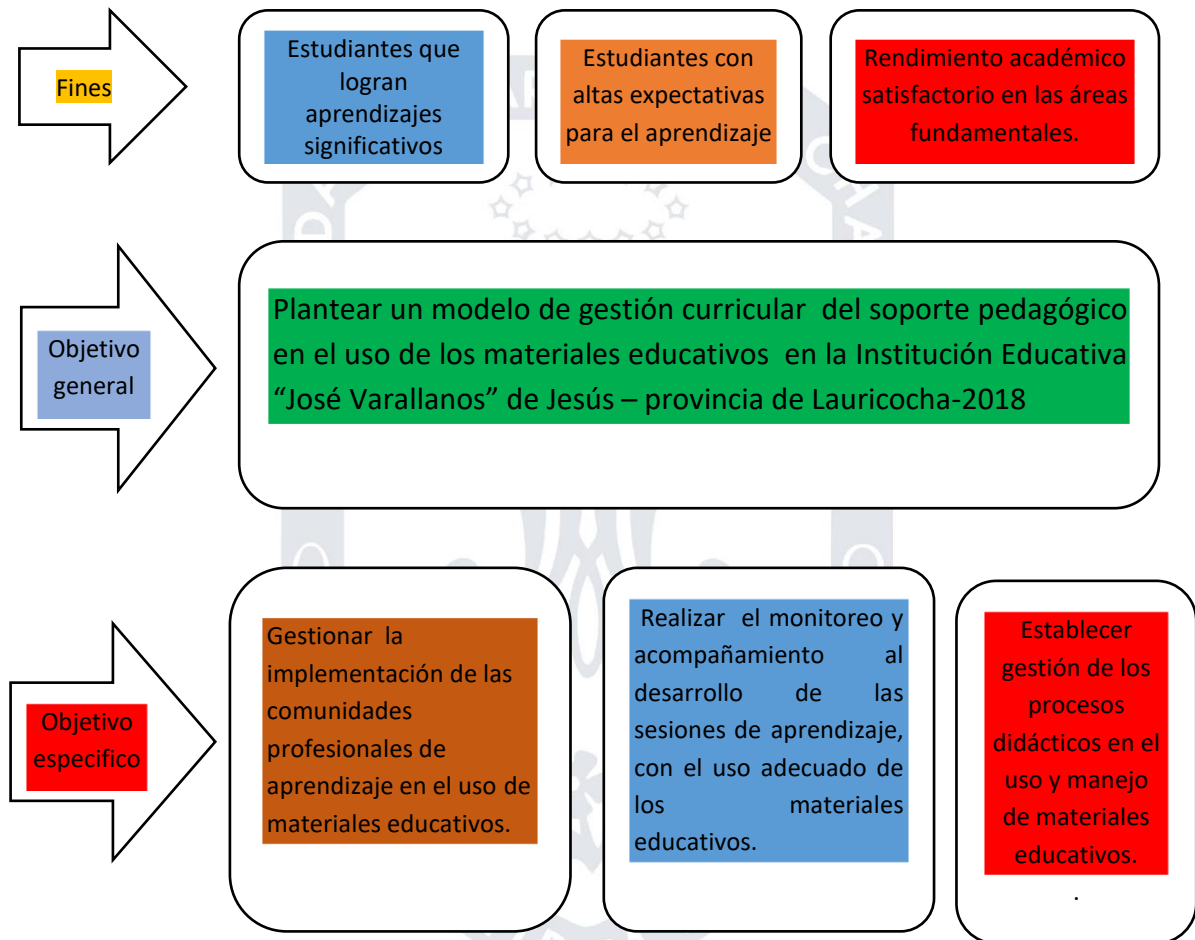 Fines
Estudiantes que
logran
aprendizajes
significativos
Estudiantes con
altas expectativas
para el aprendizaje
Rendimiento académico
satisfactorio en las áreas
fundamentales.
Objetivo
general
Plantear un modelo de gestión curricular del soporte pedagógico
en el uso de los materiales educativos en la Institución Educativa
“José Varallanos” de Jesús – provincia de Lauricocha-2018
Objetivo
especifico
Gestionar la
implementación de las
comunidades
profesionales de
aprendizaje en el uso de
materiales educativos.
Realizar el monitoreo y
acompañamiento al
desarrollo de las
sesiones de aprendizaje,
con el uso adecuado de
los materiales
educativos.
Establecer
gestión de los
procesos
didácticos en el
uso y manejo
de materiales
educativos.
.